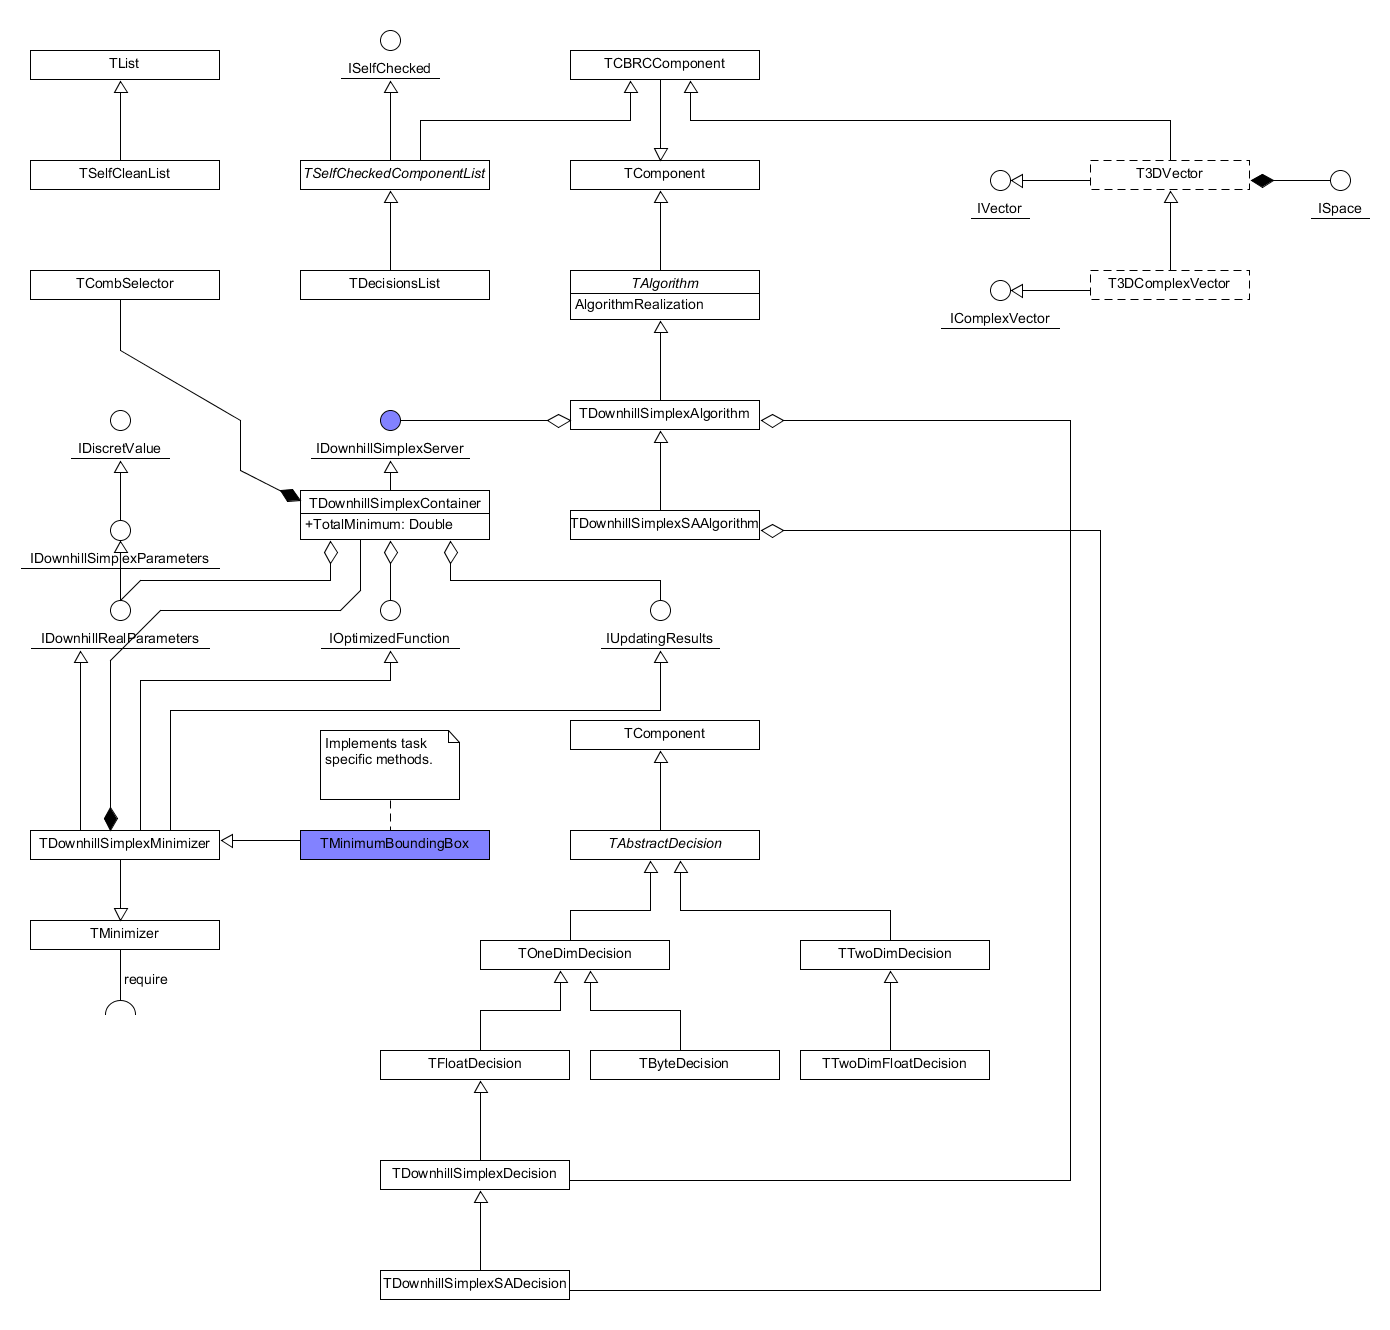 TList
ISelfChecked
TCBRCComponent
TSelfCleanList
TSelfCheckedComponentList
TComponent
T3DVector
IVector
ISpace
TCombSelector
TDecisionsList
TAlgorithm
AlgorithmRealization
T3DComplexVector
IComplexVector
TDownhillSimplexAlgorithm
IDiscretValue
IDownhillSimplexServer
TDownhillSimplexContainer
+TotalMinimum: Double
TDownhillSimplexSAAlgorithm
IDownhillSimplexParameters
IDownhillRealParameters
IOptimizedFunction
IUpdatingResults
TComponent
Implements task
specific methods.
TDownhillSimplexMinimizer
TMinimumBoundingBox
TAbstractDecision
TMinimizer
TOneDimDecision
TTwoDimDecision
require
TFloatDecision
TByteDecision
TTwoDimFloatDecision
TDownhillSimplexDecision
TDownhillSimplexSADecision